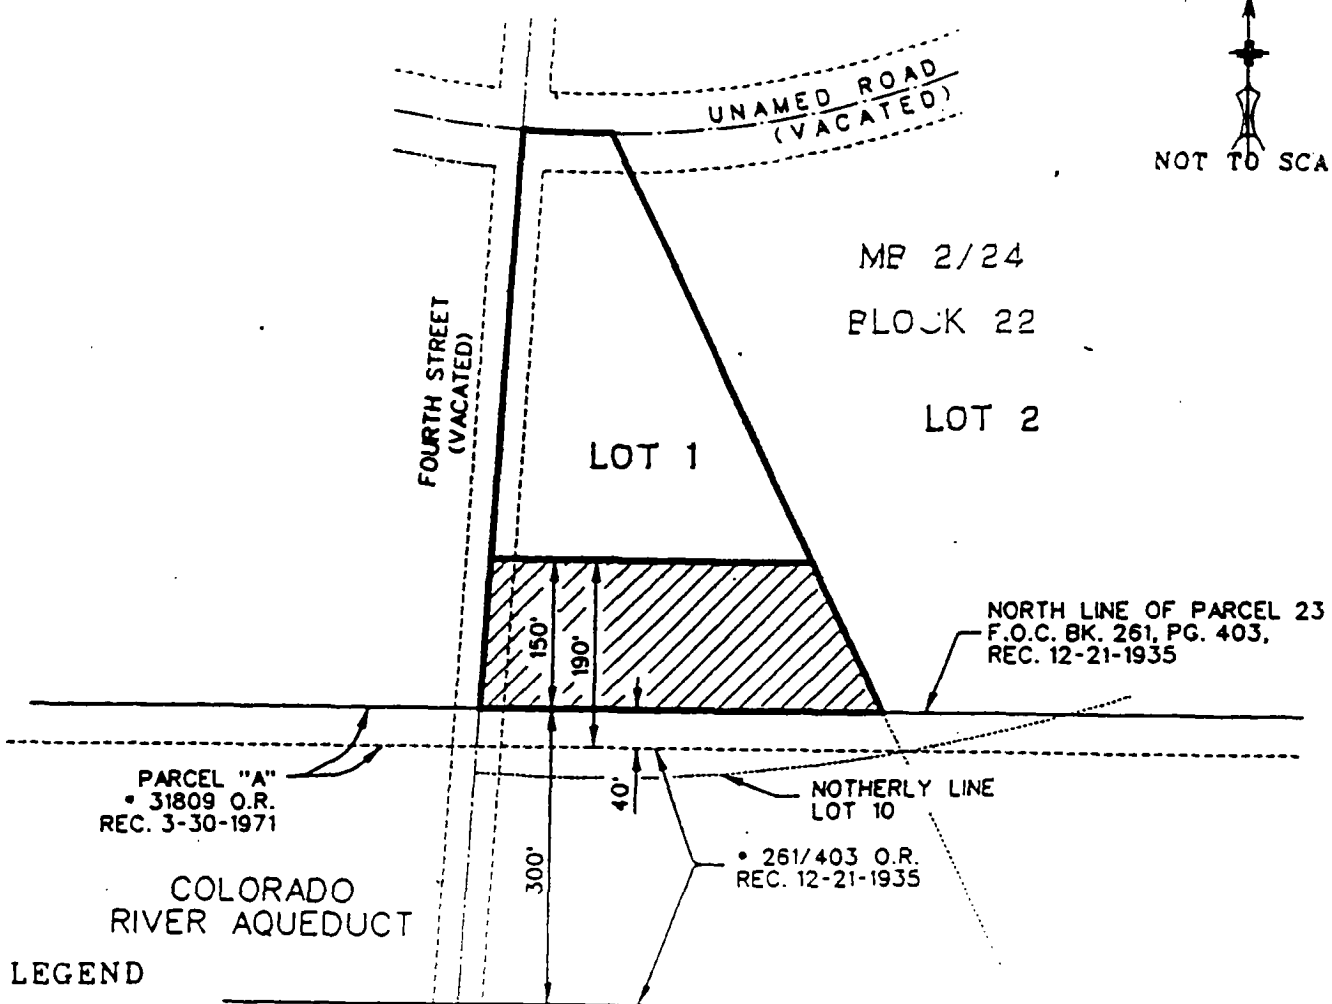 UNAMED ROAD
(VACATED)
NOT TO SCA
MB 2/24
BLOCK 22
LOT 2
FOURTH STREET
(VACATED)
LOT 1
150'
190'
NORTH LINE OF PARCEL 23
F.O.C. BK. 261, PG. 403,
REC. 12-21-1935
PARCEL "A"
• 31809 O.R.
REC. 3-30-1971
40'
NOTHERLY LINE
LOT 10
300'
• 261/403 O.R.
REC. 12-21-1935
COLORADO
RIVER AQUEDUCT
LEGEND